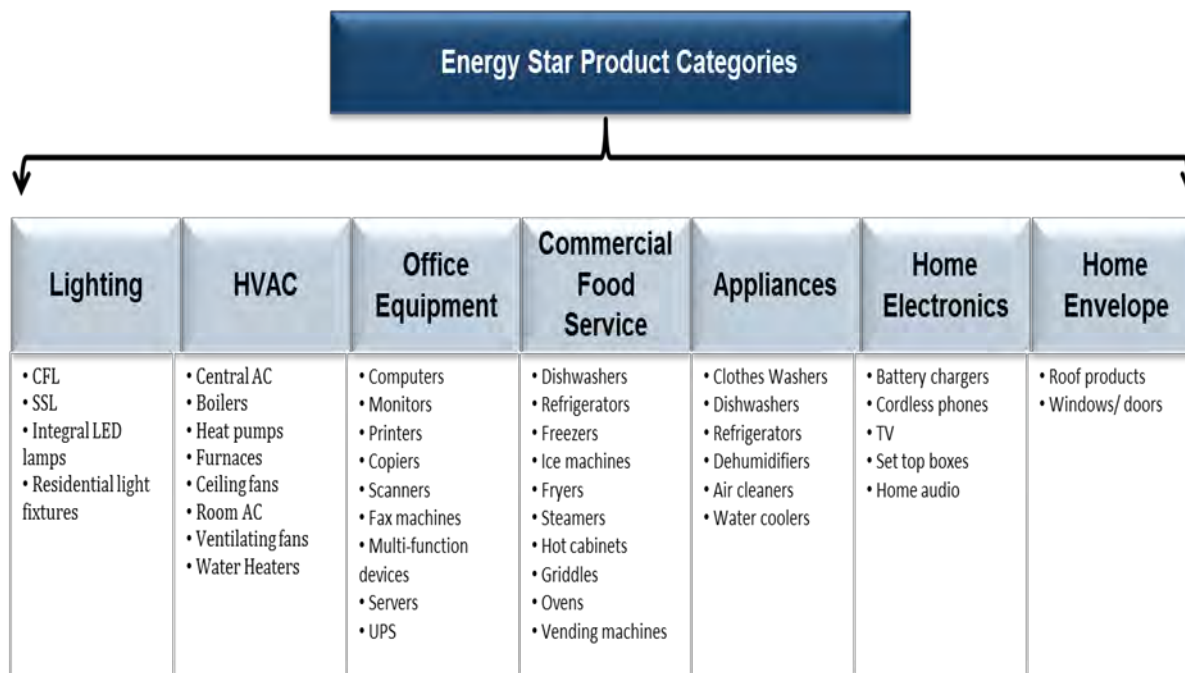 Energy Star Product Categories
Lighting
• CFL
• SSL
• Integral LED
lamps
• Residential light
fixtures
HVAC
• Central AC
• Boilers
• Heat pumps
• Furnaces
• Ceiling fans
• Room AC
• Ventilating fans
• Water Heaters
Office
Equipment
• Computers
• Monitors
• Printers
• Copiers
• Scanners
• Fax machines
• Multi-function
devices
• Servers
• UPS
Commercial
Food
Service
• Dishwashers
• Refrigerators
• Freezers
• Ice machines
• Fryers
• Steamers
• Hot cabinets
• Griddles
• Ovens
• Vending machines
Appliances
• Clothes Washers
• Dishwashers
• Refrigerators
• Dehumidifiers
• Air cleaners
• Water coolers
Home
Electronics
• Battery chargers
• Cordless phones
• TV
• Set top boxes
• Home audio
Home
Envelope
• Roof products
• Windows/ doors